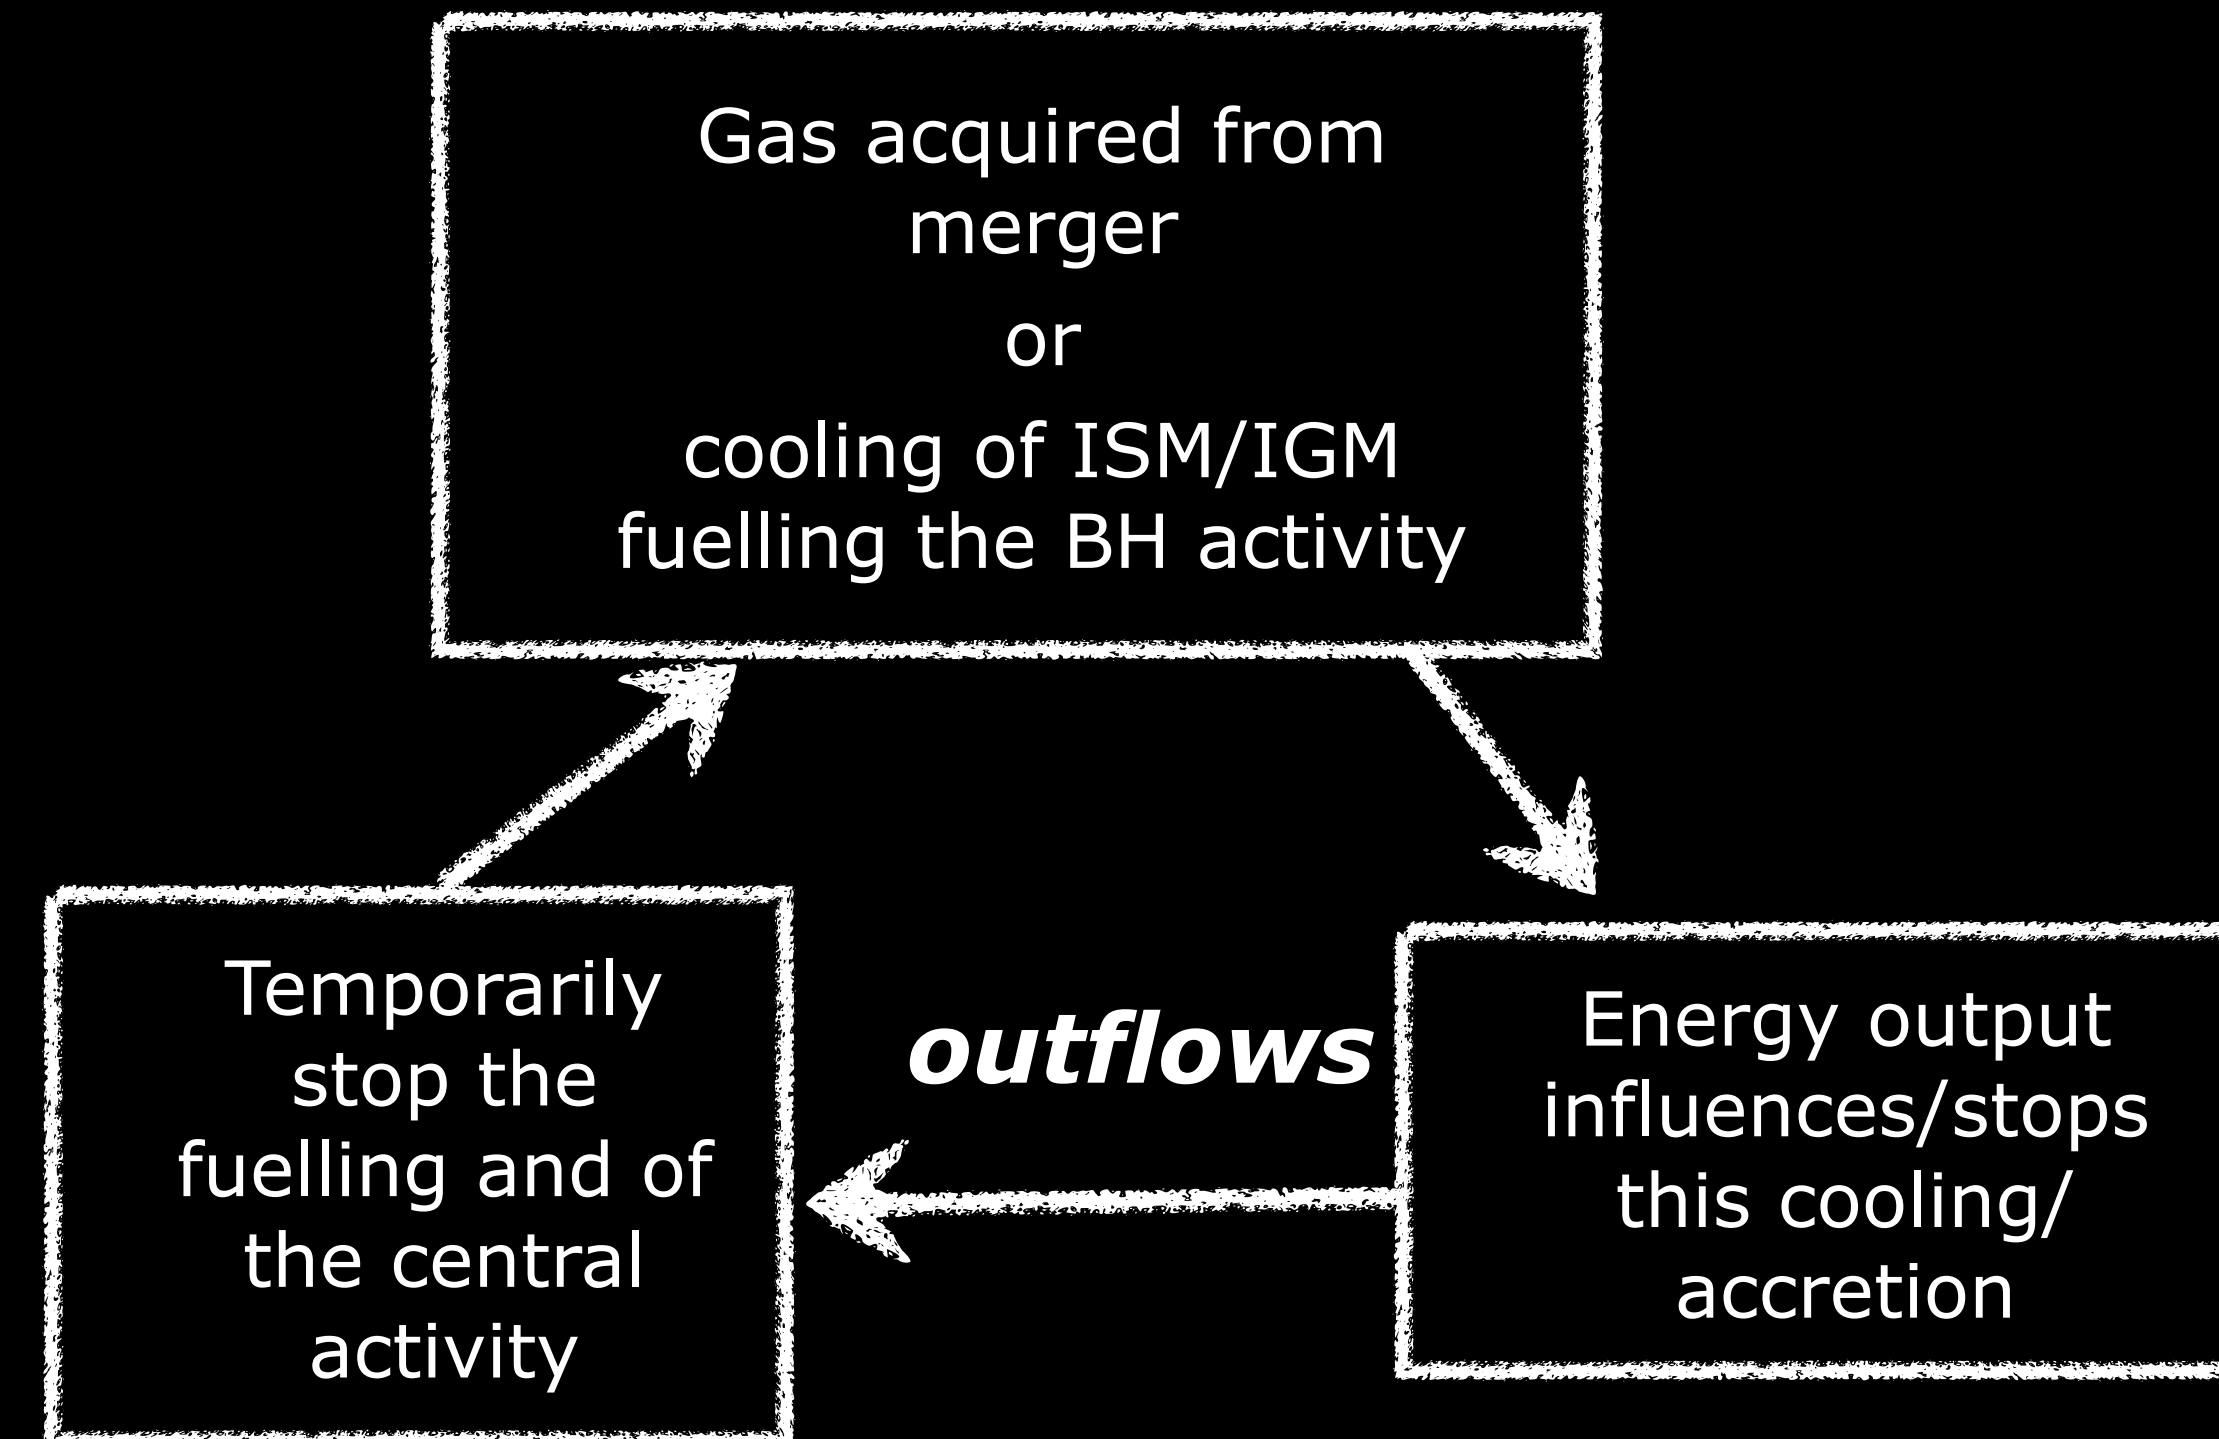 Gas acquired from
merger
or
cooling of ISM/IGM
fuelling the BH activity
Temporarily
stop the
fuelling and of
the central
activity
outflows
Energy output
influences/stops
this cooling/
accretion